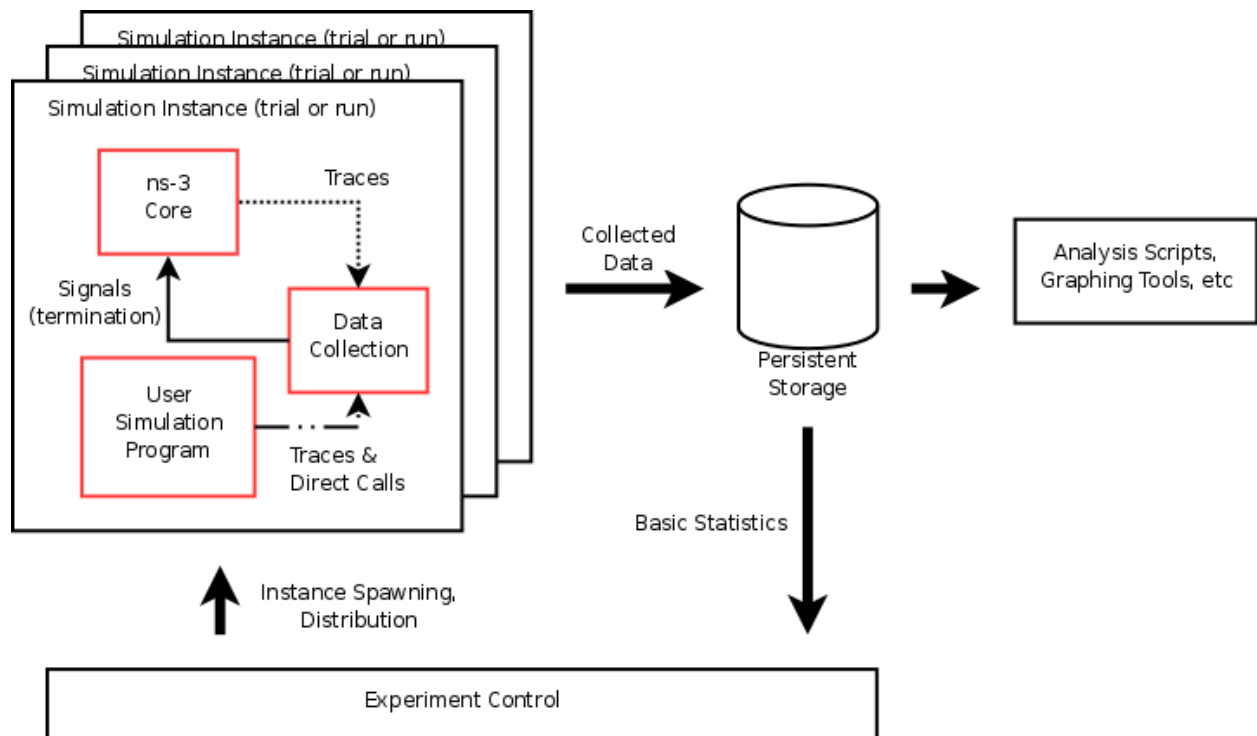 Simulation Instance (trial or run)
Simulation Instance (trial or run)
Simulation Instance (trial or run)
ns-3
Core
Traces
Signals
(termination)
Data
Collection
User
Simulation
Program
Traces &
Direct Calls
Collected
Data
Persistent
Storage
Analysis Scripts,
Graphing Tools, etc
Basic Statistics
Instance Spawning,
Distribution
Experiment Control